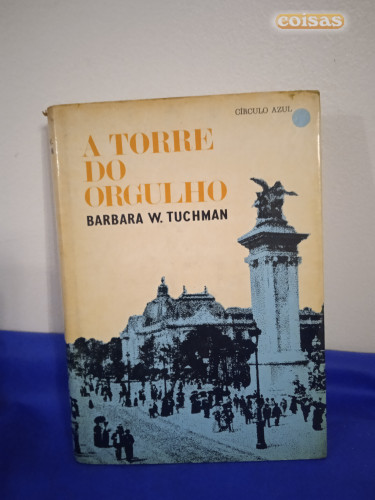 coisas
CÍRCULO AZUL
A TORRE
DO
ORGULHO
BARBARA W. TUCHMAN